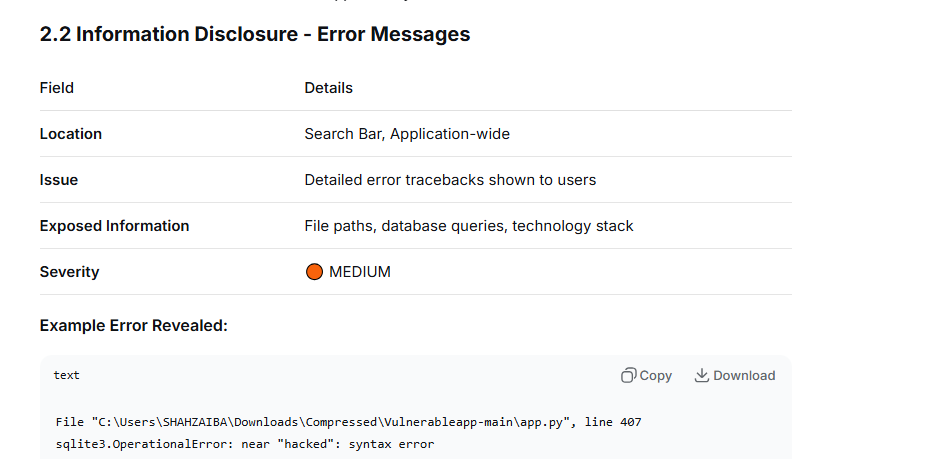 2.2 Information Disclosure - Error Messages
Field Details
Location Search Bar, Application-wide
Issue Detailed error tracebacks shown to users
Exposed Information File paths, database queries, technology stack
Severity MEDIUM
Example Error Revealed:
text Copy Download
File "C:\Users\SHAHZAIBA\Downloads\Compressed\Vulnerableapp-main\app.py", line 407
sqlite3.OperationalError: near "hacked": syntax error